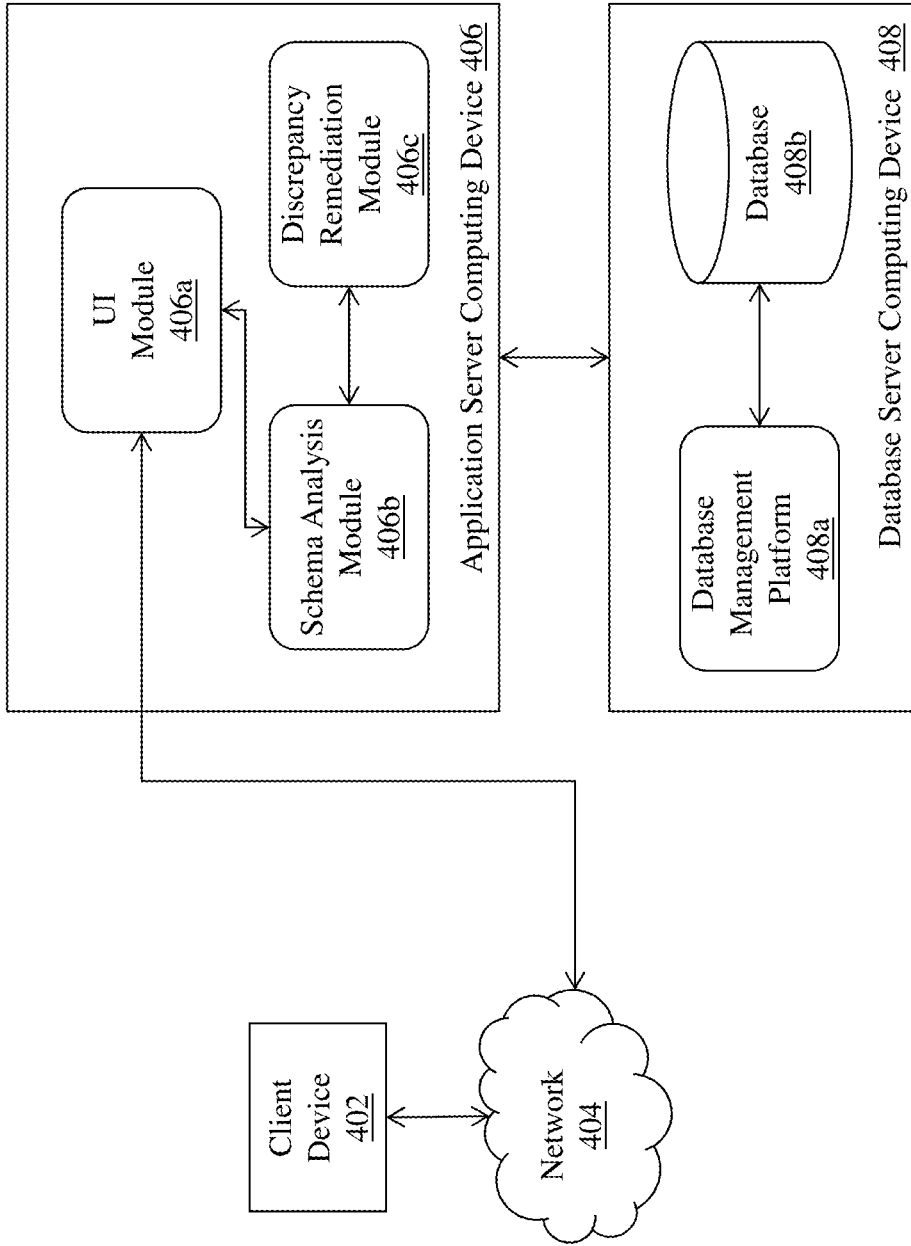 Client
Device
402
Network
404
UI
Module
406a
Schema Analysis
Module
406b
Discrepancy
Remediation
Module
406c
Application Server Computing Device 406
Database
Management
Platform
408a
Database
408b
Database Server Computing Device 408